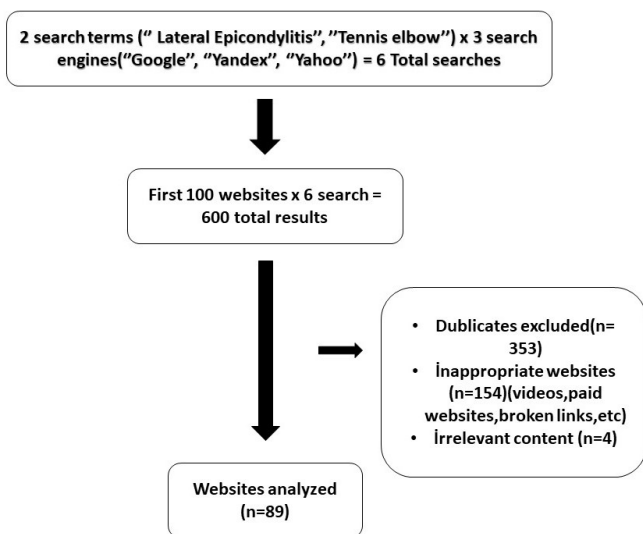 2 search terms (‘’ Lateral Epicondylitis’’, ‘’Tennis elbow’’) x 3 search
engines(‘’Google’’, ‘’Yandex’’, ‘’Yahoo’’) = 6 Total searches
First 100 websites x 6 search =
600 total results
• Dublicates excluded(n=
353)
• İnappropriate websites
(n=154)(videos,paid
websites,broken links,etc)
• İrrelevant content (n=4)
Websites analyzed
(n=89)